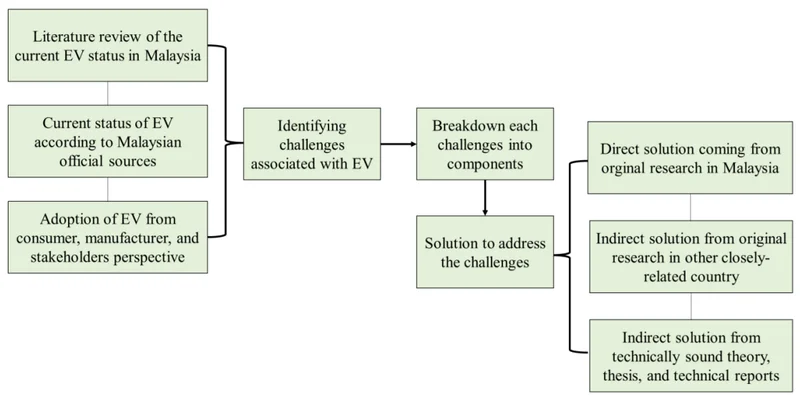 Literature review of the
current EV status in Malaysia
Current status of EV
according to Malaysian
official sources
Adoption of EV from
consumer, manufacturer, and
stakeholders perspective
Identifying
challenges
associated with EV
Breakdown each
challenges into
components
Solution to address
the challenges
Direct solution coming from
orginal research in Malaysia
Indirect solution from original
research in other closely-
related country
Indirect solution from
technically sound theory,
thesis, and technical reports